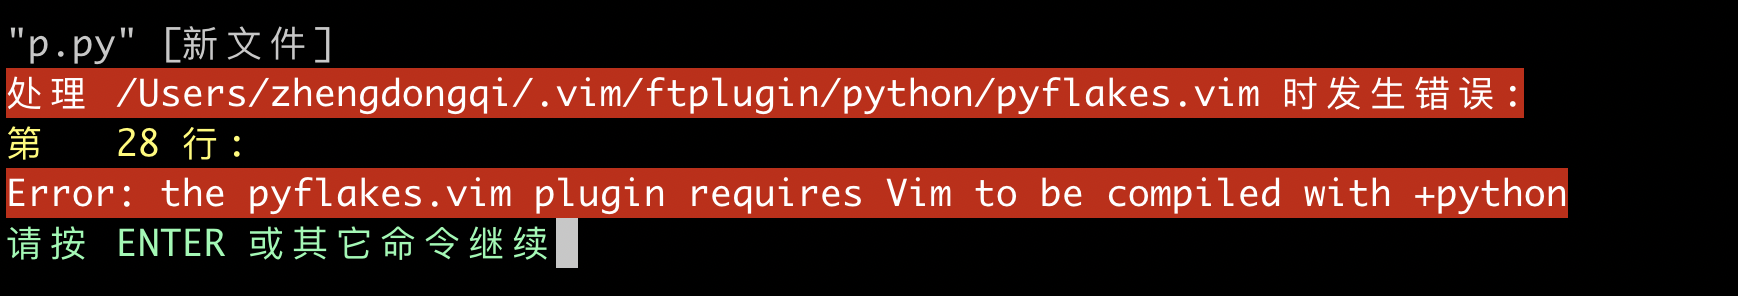 "p.py" [新文件]
处理 /Users/zhengdongqi/.vim/ftplugin/python/pyflakes.vim 时发生错误:
第   28 行:
Error: the pyflakes.vim plugin requires Vim to be compiled with +python
请按 ENTER 或其它命令继续